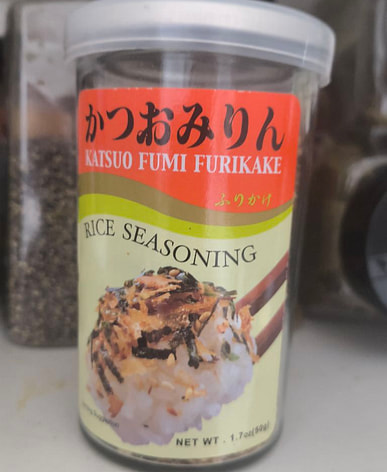 かつおみりん
KATSUO FUMI FURIKAKE
ふりかけ
RICE SEASONING
NET WT. 1.7oz(50g)